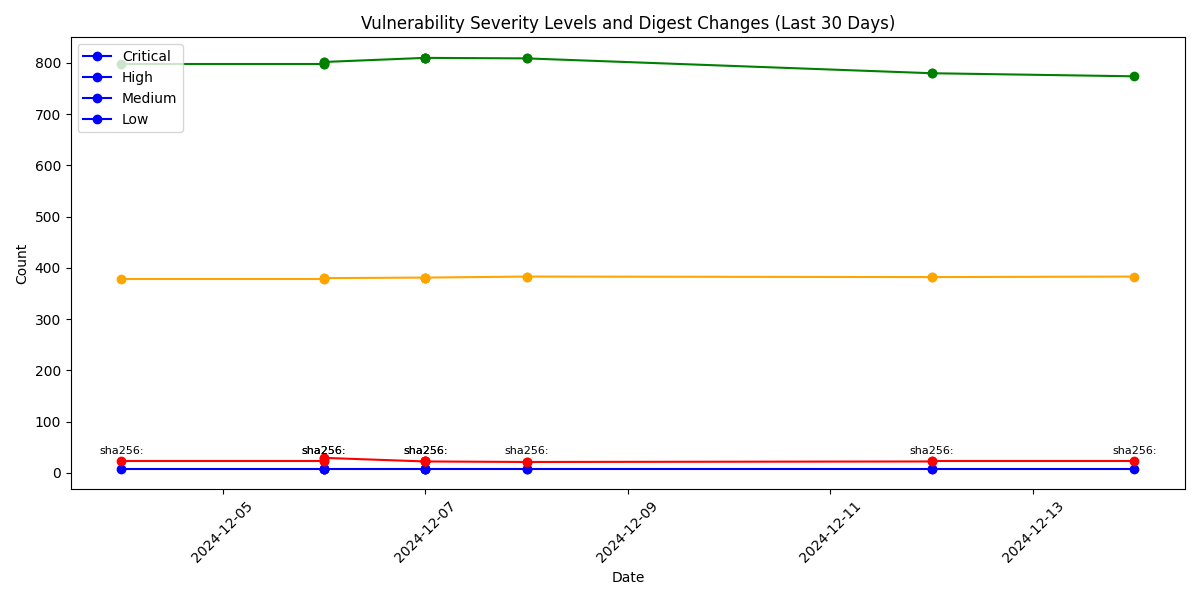 Vulnerability Severity Levels and Digest Changes (Last 30 Days)
Critical
High
Medium
Low
800
700
600
500
400
300
200
100
0
Count
sha256:
sha256:
sha256:
sha256:
sha256:
sha256:
2024-12-05
2024-12-07
2024-12-09
2024-12-11
2024-12-13
Date